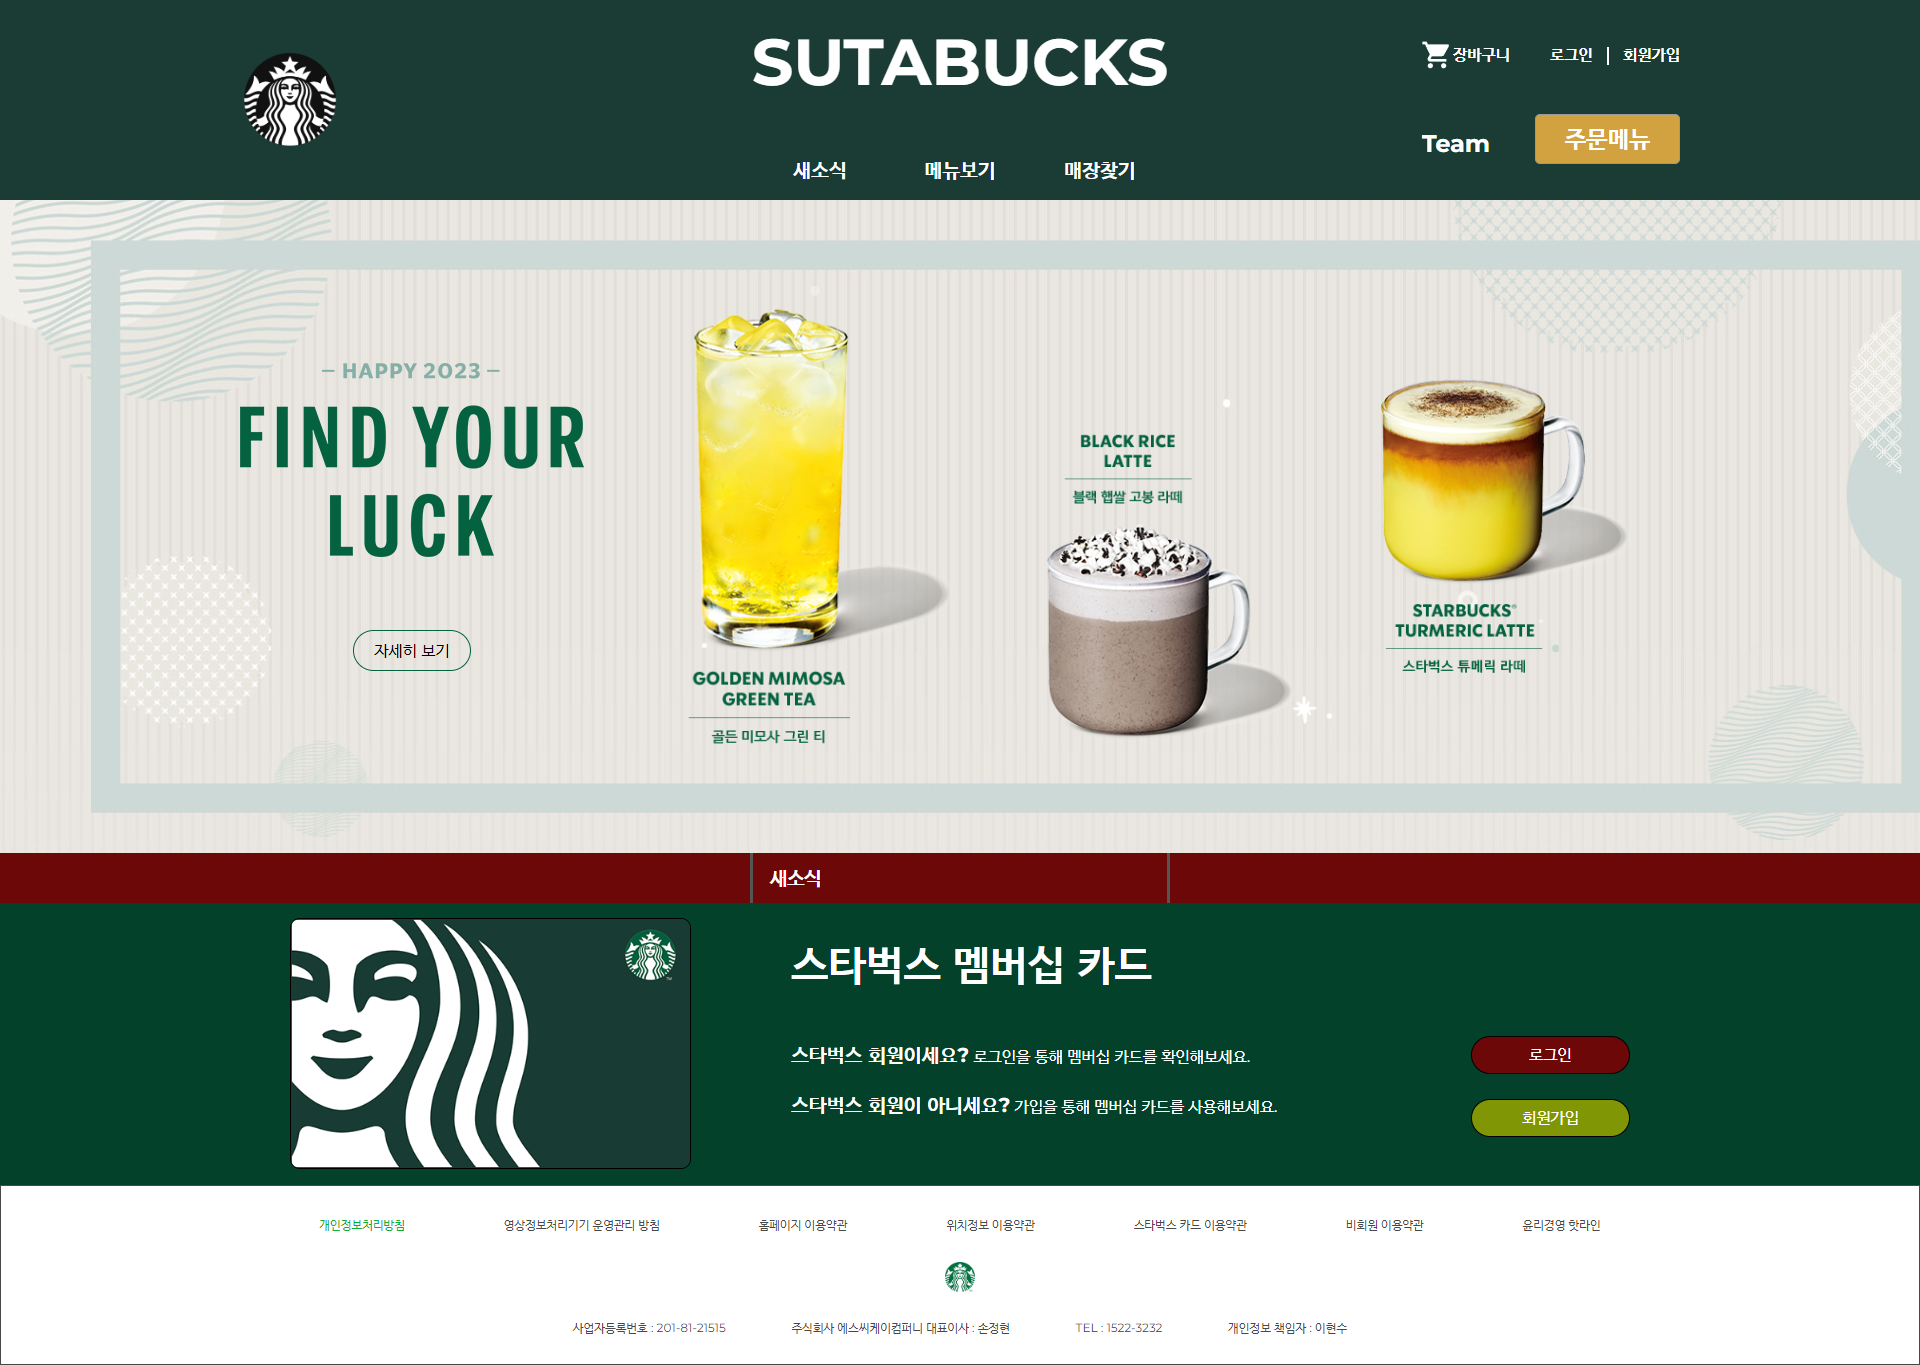 SUTABUCKS
장바구니
로그인 | 회원가입
Team
주문메뉴
새소식
메뉴보기
매장찾기
– HAPPY 2023 –
FIND YOUR
LUCK
자세히 보기
GOLDEN MIMOSA
GREEN TEA
골든 미모사 그린 티
BLACK RICE
LATTE
블랙 햅쌀 고봉 라떼
STARBUCKS®
TURMERIC LATTE
스타벅스 튜메릭 라떼
새소식
스타벅스 멤버십 카드
스타벅스 회원이세요? 로그인을 통해 멤버십 카드를 확인해보세요.
스타벅스 회원이 아니세요? 가입을 통해 멤버십 카드를 사용해보세요.
로그인
회원가입
개인정보처리방침
영상정보처리기기 운영관리 방침
홈페이지 이용약관
위치정보 이용약관
스타벅스 카드 이용약관
비회원 이용약관
윤리경영 핫라인
사업자등록번호 : 201-81-21515
주식회사 에스씨케이컴퍼니 대표이사 : 손정현
TEL : 1522-3232
개인정보 책임자 : 이현수